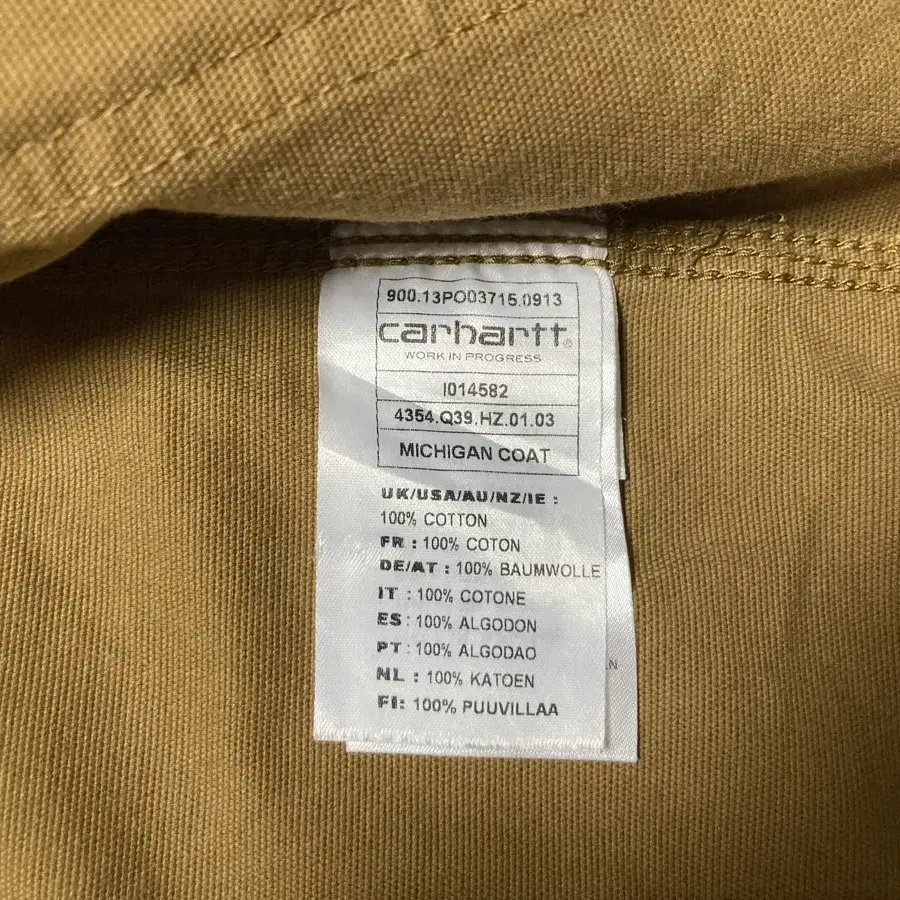 900.13PO03715.0913
carhartt®
WORK IN PROGRESS
I014582
4354.Q39.HZ.01.03
MICHIGAN COAT
UK/USA/AU/NZ/IE :
100% COTTON
FR : 100% COTON
DE/AT : 100% BAUMWOLLE
IT : 100% COTONE
ES : 100% ALGODON
PT : 100% ALGODAO
NL : 100% KATOEN
FI: 100% PUUVILLAA